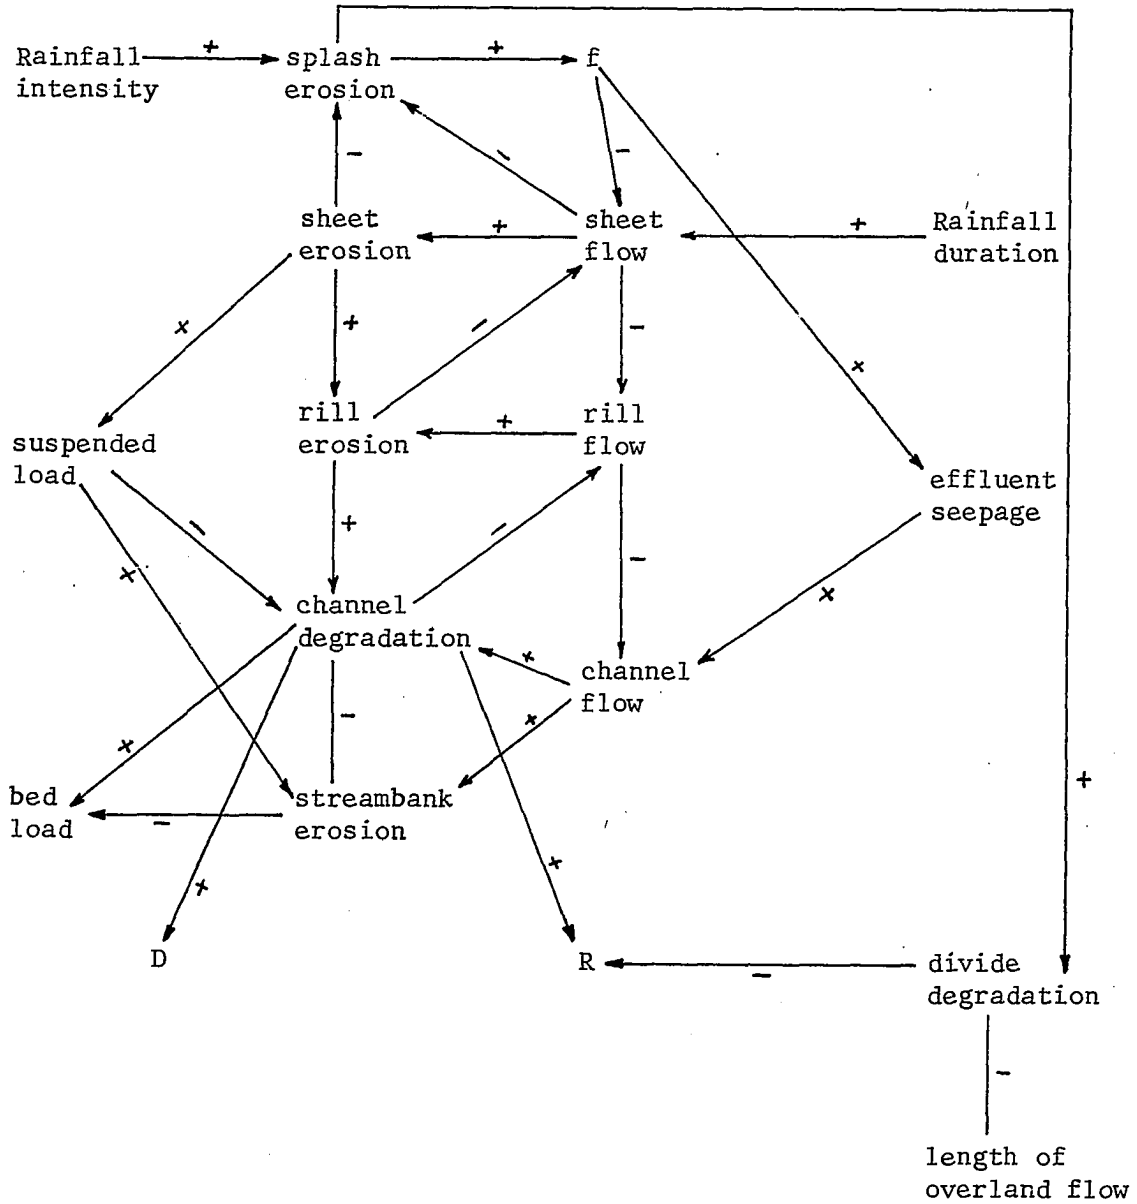 Rainfall
intensity
+
splash
erosion
+
f
−
−
−
sheet
erosion
+
sheet
flow
+
Rainfall
duration
+
+
−
−
+
suspended
load
rill
erosion
+
rill
flow
effluent
seepage
−
+
−
−
+
+
channel
degradation
+
channel
flow
−
+
+
+
bed
load
−
streambank
erosion
+
+
+
D
R
−
divide
degradation
−
length of
overland flow